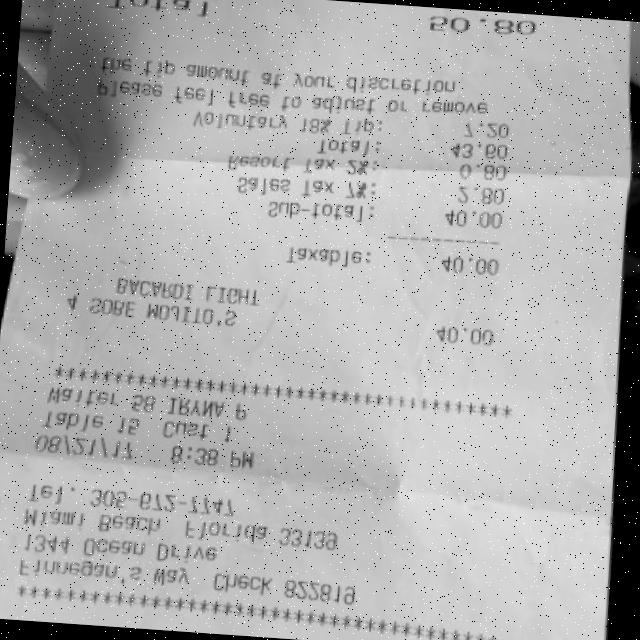 ************************************
Finnegan's Way Check 822819
1344 Ocean Drive
Miami Beach Florida 33139
Tel. 305-672-7747
08/21/17 6:38 PM
Table 15 Cust 1
Waiter 58 IRYNA P
************************************
4 SOBE MOJITO'S 40.00
BACARDI LIGHT
Taxable: 40.00
-----------
Sub-total: 40.00
Sales Tax 7%: 2.80
Resort Tax 2%: 0.80
Total: 43.60
Voluntary 18% Tip: 7.20
Please feel free to adjust or remove
the tip amount at your discretion
Total 50.80